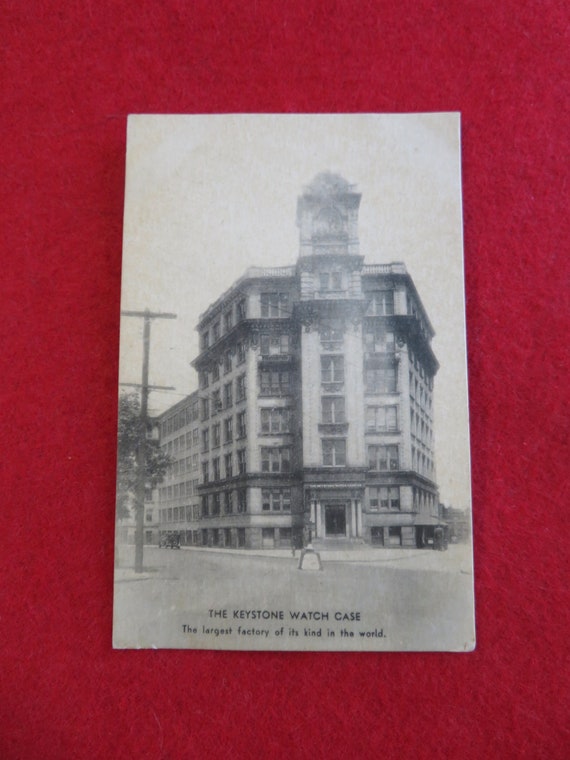 THE KEYSTONE WATCH CASE
The largest factory of its kind in the world.